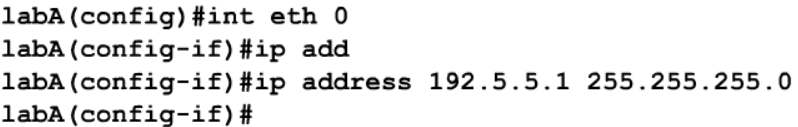 labA(config)#int eth 0
labA(config-if)#ip add
labA(config-if)#ip address 192.5.5.1 255.255.255.0
labA(config-if)#